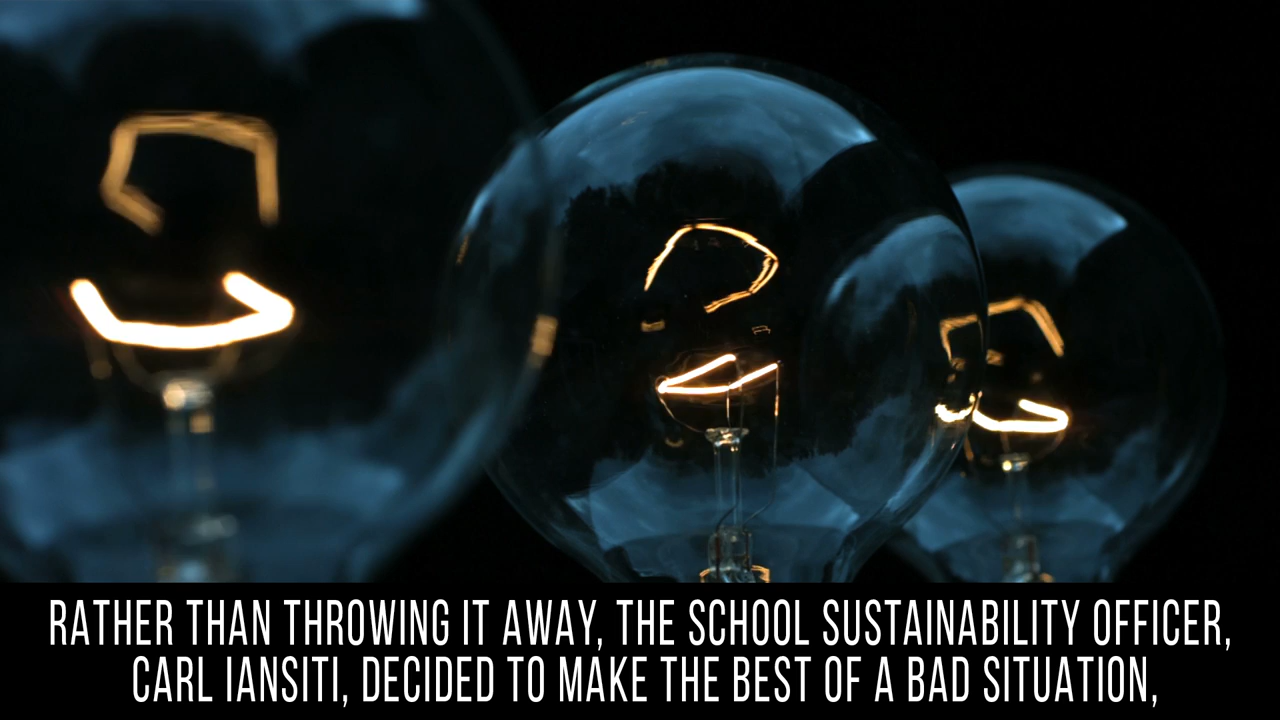 RATHER THAN THROWING IT AWAY, THE SCHOOL SUSTAINABILITY OFFICER,
CARL IANSITI, DECIDED TO MAKE THE BEST OF A BAD SITUATION,